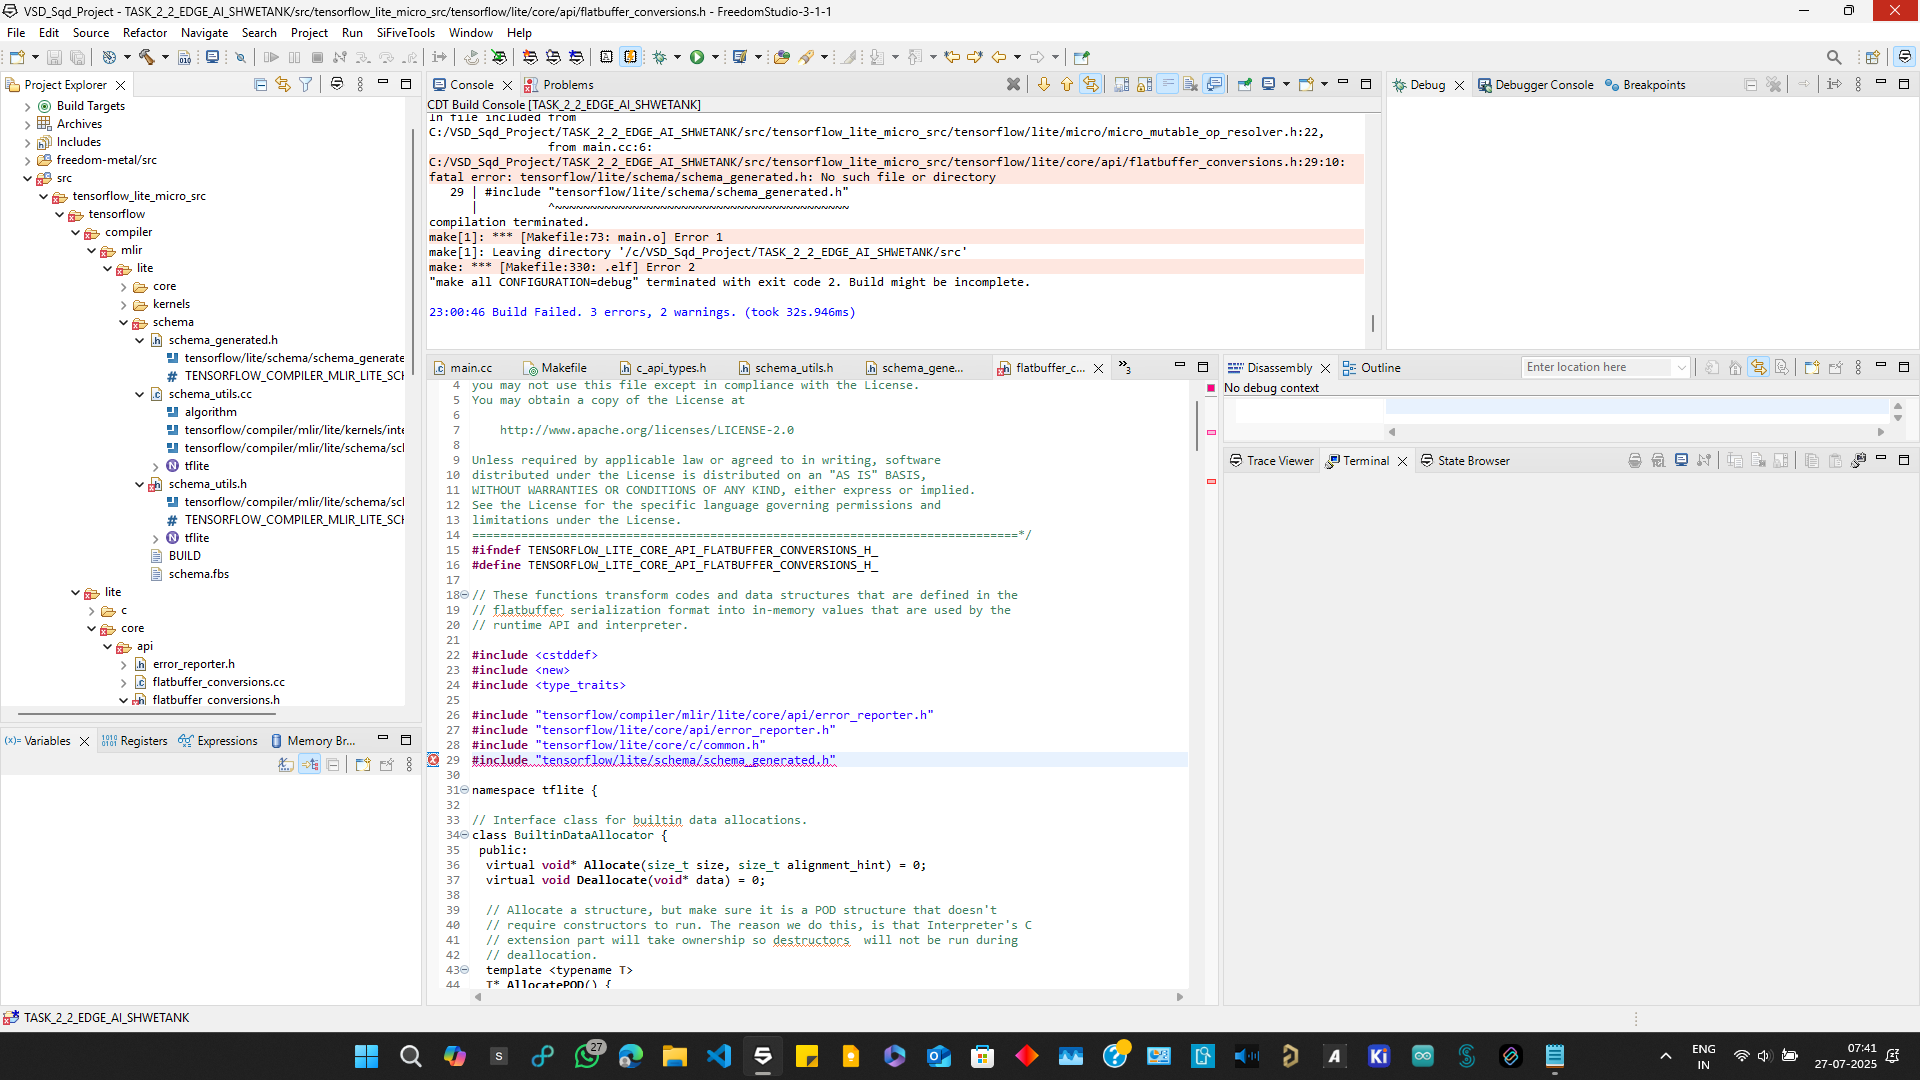 VSD_Sqd_Project - TASK_2_2_EDGE_AI_SHWETANK/src/tensorflow_lite_micro_src/tensorflow/lite/core/api/flatbuffer_conversions.h - FreedomStudio-3-1-1
File Edit Source Refactor Navigate Search Project Run SiFiveTools Window Help
Project Explorer
Build Targets
Archives
Includes
freedom-metal/src
src
tensorflow_lite_micro_src
tensorflow
compiler
mlir
lite
core
kernels
schema
schema_generated.h
tensorflow/lite/schema/schema_generate
TENSORFLOW_COMPILER_MLIR_LITE_SCH
schema_utils.cc
algorithm
tensorflow/compiler/mlir/lite/kernels/inte
tensorflow/compiler/mlir/lite/schema/scl
tflite
schema_utils.h
tensorflow/compiler/mlir/lite/schema/scl
TENSORFLOW_COMPILER_MLIR_LITE_SCH
tflite
BUILD
schema.fbs
lite
c
core
api
error_reporter.h
flatbuffer_conversions.cc
flatbuffer conversions.h
Console Problems
CDT Build Console [TASK_2_2_EDGE_AI_SHWETANK]
In file included from
C:/VSD_Sqd_Project/TASK_2_2_EDGE_AI_SHWETANK/src/tensorflow_lite_micro_src/tensorflow/lite/micro/micro_mutable_op_resolver.h:22,
from main.cc:6:
C:/VSD_Sqd_Project/TASK_2_2_EDGE_AI_SHWETANK/src/tensorflow_lite_micro_src/tensorflow/lite/core/api/flatbuffer_conversions.h:29:10:
fatal error: tensorflow/lite/schema/schema_generated.h: No such file or directory
29 | #include "tensorflow/lite/schema/schema_generated.h"
| ^~~~~~~~~~~~~~~~~~~~~~~~~~~~~~~~~~~~~~~~~~~
compilation terminated.
make[1]: *** [Makefile:73: main.o] Error 1
make[1]: Leaving directory '/c/VSD_Sqd_Project/TASK_2_2_EDGE_AI_SHWETANK/src'
make: *** [Makefile:330: .elf] Error 2
"make all CONFIGURATION=debug" terminated with exit code 2. Build might be incomplete.
23:00:46 Build Failed. 3 errors, 2 warnings. (took 32s.946ms)
Debug Debugger Console Breakpoints
main.cc Makefile c_api_types.h schema_utils.h schema_gene... flatbuffer_c... »3
4 you may not use this file except in compliance with the License.
5 You may obtain a copy of the License at
6
7 http://www.apache.org/licenses/LICENSE-2.0
8
9 Unless required by applicable law or agreed to in writing, software
10 distributed under the License is distributed on an "AS IS" BASIS,
11 WITHOUT WARRANTIES OR CONDITIONS OF ANY KIND, either express or implied.
12 See the License for the specific language governing permissions and
13 limitations under the License.
14 ==============================================================================*/
15 #ifndef TENSORFLOW_LITE_CORE_API_FLATBUFFER_CONVERSIONS_H_
16 #define TENSORFLOW_LITE_CORE_API_FLATBUFFER_CONVERSIONS_H_
17
18 // These functions transform codes and data structures that are defined in the
19 // flatbuffer serialization format into in-memory values that are used by the
20 // runtime API and interpreter.
21
22 #include <cstddef>
23 #include <new>
24 #include <type_traits>
25
26 #include "tensorflow/compiler/mlir/lite/core/api/error_reporter.h"
27 #include "tensorflow/lite/core/api/error_reporter.h"
28 #include "tensorflow/lite/core/c/common.h"
29 #include "tensorflow/lite/schema/schema_generated.h"
30
31 namespace tflite {
32
33 // Interface class for builtin data allocations.
34 class BuiltinDataAllocator {
35 public:
36 virtual void* Allocate(size_t size, size_t alignment_hint) = 0;
37 virtual void Deallocate(void* data) = 0;
38
39 // Allocate a structure, but make sure it is a POD structure that doesn't
40 // require constructors to run. The reason we do this, is that Interpreter's C
41 // extension part will take ownership so destructors  will not be run during
42 // deallocation.
43 template <typename T>
44 T* AllocatePOD() {
Disassembly Outline Enter location here
No debug context
Trace Viewer Terminal State Browser
(x)= Variables Registers Expressions Memory Br...
TASK_2_2_EDGE_AI_SHWETANK
27
ENG
IN
07:41
27-07-2025